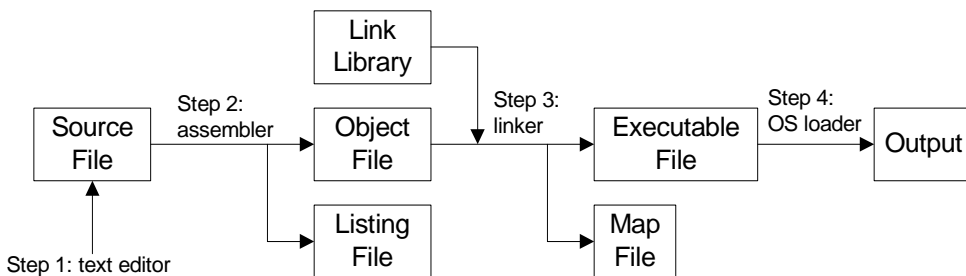 Link
Library
Step 2:
assembler
Step 3:
linker
Step 4:
OS loader
Source
File
Object
File
Executable
File
Output
Listing
File
Map
File
Step 1: text editor